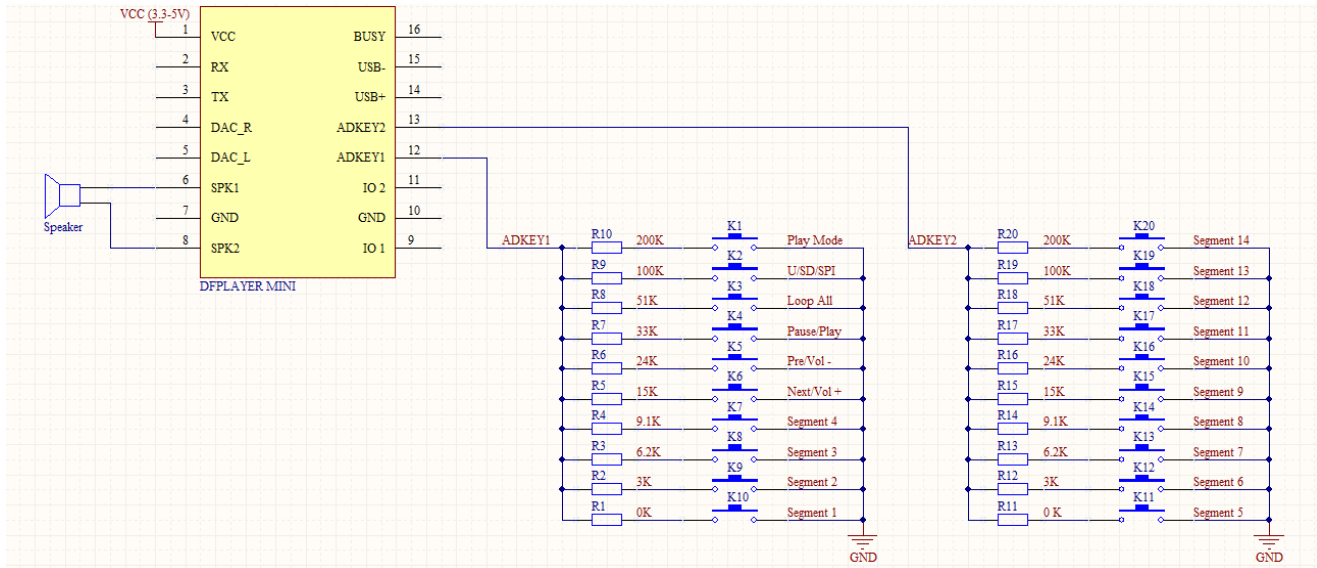 VCC (3.3-5V)
1 VCC BUSY 16
2 RX USB- 15
3 TX USB+ 14
4 DAC_R ADKEY2 13
5 DAC_L ADKEY1 12
6 SPK1 IO 2 11
7 GND GND 10
8 SPK2 IO 1 9
Speaker
DFPLAYER MINI
ADKEY1
R10 200K K1 Play Mode
R9 100K K2 U/SD/SPI
R8 51K K3 Loop All
R7 33K K4 Pause/Play
R6 24K K5 Pre/Vol -
R5 15K K6 Next/Vol +
R4 9.1K K7 Segment 4
R3 6.2K K8 Segment 3
R2 3K K9 Segment 2
R1 0K K10 Segment 1
GND
ADKEY2
R20 200K K20 Segment 14
R19 100K K19 Segment 13
R18 51K K18 Segment 12
R17 33K K17 Segment 11
R16 24K K16 Segment 10
R15 15K K15 Segment 9
R14 9.1K K14 Segment 8
R13 6.2K K13 Segment 7
R12 3K K12 Segment 6
R11 0 K K11 Segment 5
GND